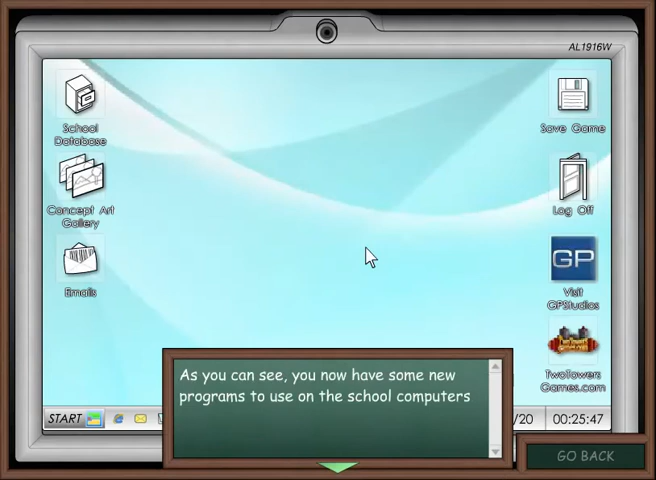 AL1916W
School
Database
Concept Art
Gallery
Emails
Save Game
Log Off
GP
Visit
GPStudios
TwoTowers
Games.com
As you can see, you now have some new
programs to use on the school computers
START
/20
00:25:47
GO BACK